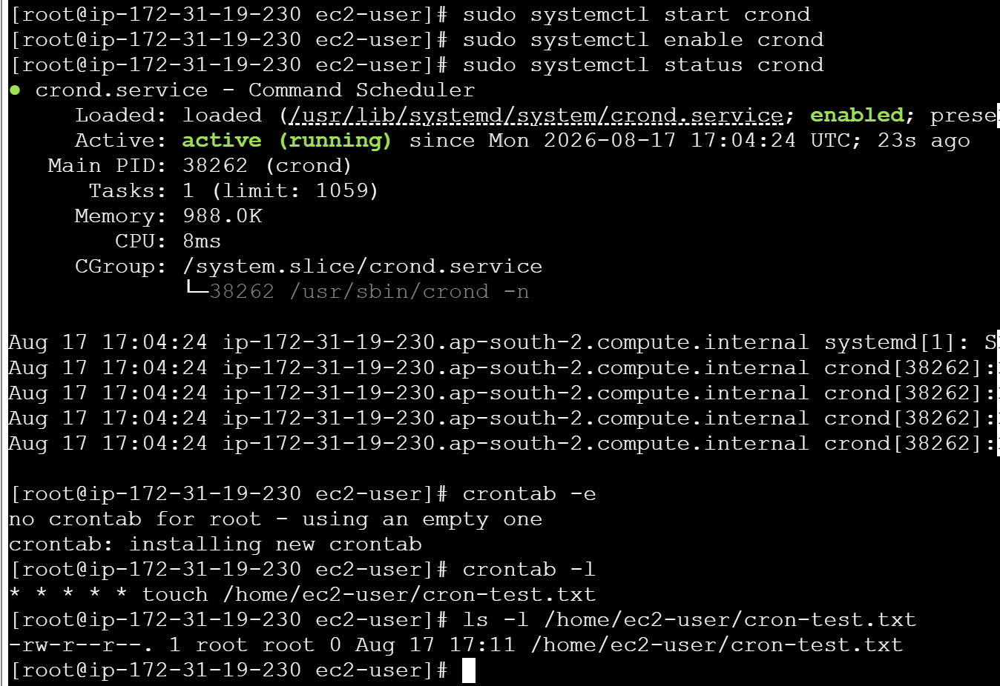 [root@ip-172-31-19-230 ec2-user]# sudo systemctl start crond
[root@ip-172-31-19-230 ec2-user]# sudo systemctl enable crond
[root@ip-172-31-19-230 ec2-user]# sudo systemctl status crond
● crond.service - Command Scheduler
     Loaded: loaded (/usr/lib/systemd/system/crond.service; enabled; prese
     Active: active (running) since Mon 2026-08-17 17:04:24 UTC; 23s ago
   Main PID: 38262 (crond)
      Tasks: 1 (limit: 1059)
     Memory: 988.0K
        CPU: 8ms
     CGroup: /system.slice/crond.service
             └─38262 /usr/sbin/crond -n
Aug 17 17:04:24 ip-172-31-19-230.ap-south-2.compute.internal systemd[1]: S
Aug 17 17:04:24 ip-172-31-19-230.ap-south-2.compute.internal crond[38262]:
Aug 17 17:04:24 ip-172-31-19-230.ap-south-2.compute.internal crond[38262]:
Aug 17 17:04:24 ip-172-31-19-230.ap-south-2.compute.internal crond[38262]:
Aug 17 17:04:24 ip-172-31-19-230.ap-south-2.compute.internal crond[38262]:
[root@ip-172-31-19-230 ec2-user]# crontab -e
no crontab for root - using an empty one
crontab: installing new crontab
[root@ip-172-31-19-230 ec2-user]# crontab -l
* * * * * touch /home/ec2-user/cron-test.txt
[root@ip-172-31-19-230 ec2-user]# ls -l /home/ec2-user/cron-test.txt
-rw-r--r--. 1 root root 0 Aug 17 17:11 /home/ec2-user/cron-test.txt
[root@ip-172-31-19-230 ec2-user]#